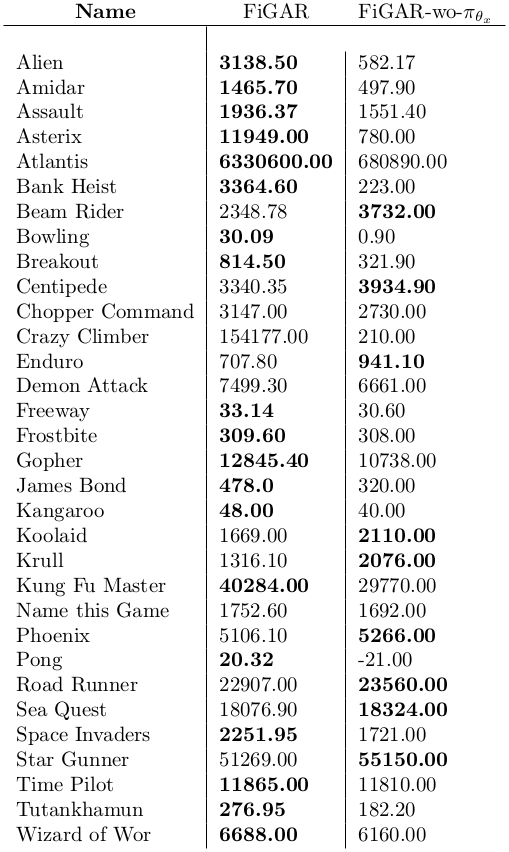 Name FiGAR FiGAR-wo-πθx
Alien 3138.50 582.17
Amidar 1465.70 497.90
Assault 1936.37 1551.40
Asterix 11949.00 780.00
Atlantis 6330600.00 680890.00
Bank Heist 3364.60 223.00
Beam Rider 2348.78 3732.00
Bowling 30.09 0.90
Breakout 814.50 321.90
Centipede 3340.35 3934.90
Chopper Command 3147.00 2730.00
Crazy Climber 154177.00 210.00
Enduro 707.80 941.10
Demon Attack 7499.30 6661.00
Freeway 33.14 30.60
Frostbite 309.60 308.00
Gopher 12845.40 10738.00
James Bond 478.0 320.00
Kangaroo 48.00 40.00
Koolaid 1669.00 2110.00
Krull 1316.10 2076.00
Kung Fu Master 40284.00 29770.00
Name this Game 1752.60 1692.00
Phoenix 5106.10 5266.00
Pong 20.32 -21.00
Road Runner 22907.00 23560.00
Sea Quest 18076.90 18324.00
Space Invaders 2251.95 1721.00
Star Gunner 51269.00 55150.00
Time Pilot 11865.00 11810.00
Tutankhamun 276.95 182.20
Wizard of Wor 6688.00 6160.00